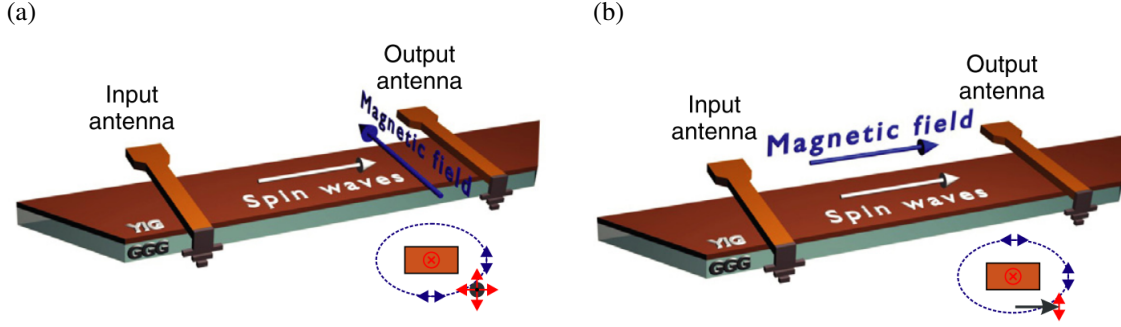 (a)
Input
antenna
Output
antenna
Magnetic field
Spin waves
YIG
GGG
(b)
Input
antenna
Output
antenna
Magnetic field
Spin waves
YIG
GGG